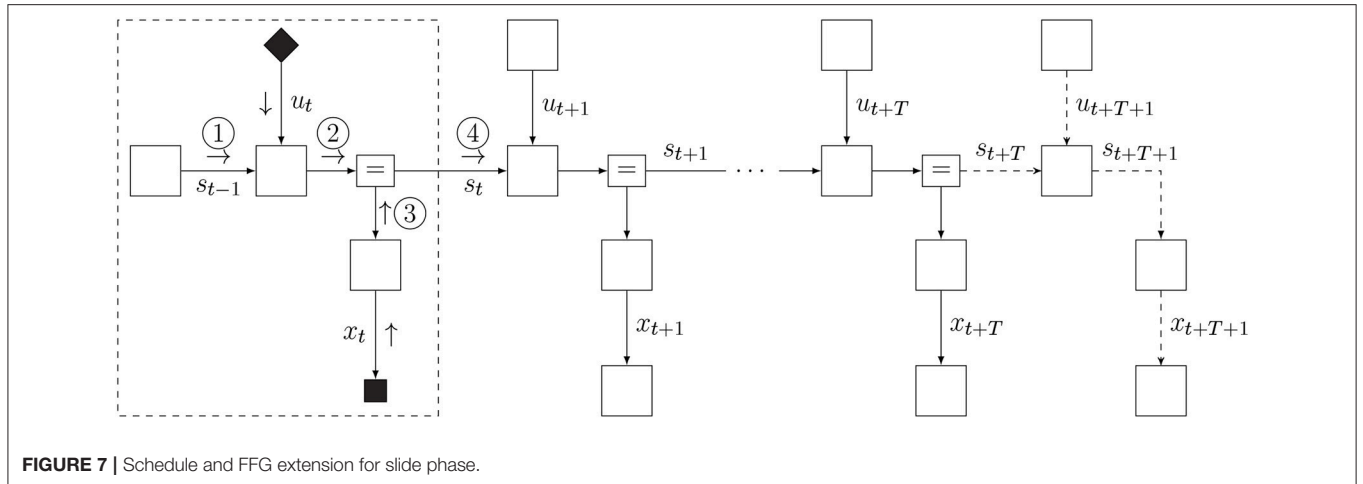 u_t u_{t+1} u_{t+T} u_{t+T+1}
↓
① → ② → ④ →
s_{t-1} = s_t = s_{t+1} ··· = s_{t+T} s_{t+T+1}
↑ ③
x_t ↑ x_{t+1} x_{t+T} x_{t+T+1}
FIGURE 7 | Schedule and FFG extension for slide phase.